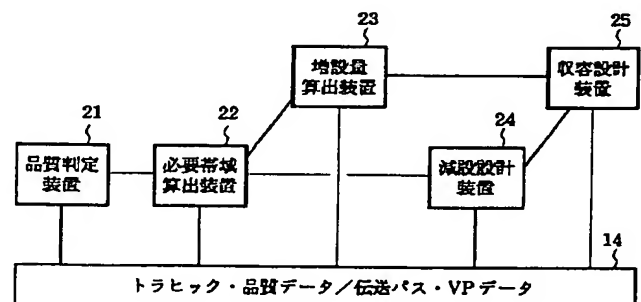 23
増設量
算出装置
25
収容設計
装置
21
品質判定
装置
22
必要帯域
算出装置
24
減設設計
装置
14
トラヒック・品質データ/伝送パス・VPデータ